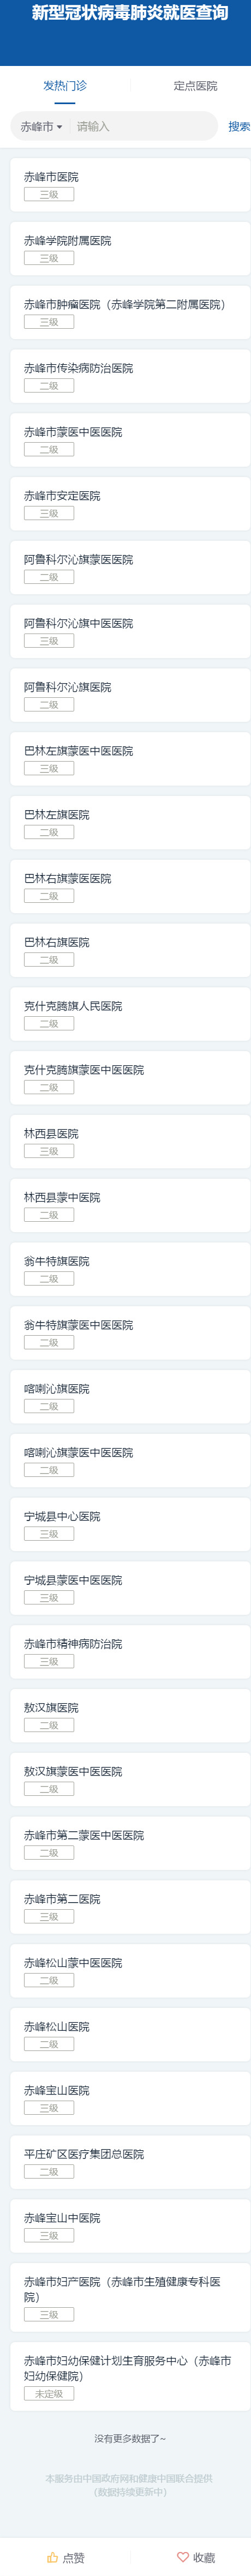 新型冠状病毒肺炎就医查询
发热门诊
定点医院
赤峰市
请输入
搜索
赤峰市医院
三级
赤峰学院附属医院
三级
赤峰市肿瘤医院（赤峰学院第二附属医院）
三级
赤峰市传染病防治医院
二级
赤峰市蒙医中医医院
二级
赤峰市安定医院
三级
阿鲁科尔沁旗蒙医医院
二级
阿鲁科尔沁旗中医医院
三级
阿鲁科尔沁旗医院
二级
巴林左旗蒙医中医医院
三级
巴林左旗医院
二级
巴林右旗蒙医医院
二级
巴林右旗医院
二级
克什克腾旗人民医院
二级
克什克腾旗蒙医中医医院
二级
林西县医院
三级
林西县蒙中医院
二级
翁牛特旗医院
二级
翁牛特旗蒙医中医医院
二级
喀喇沁旗医院
二级
喀喇沁旗蒙医中医医院
二级
宁城县中心医院
三级
宁城县蒙医中医医院
三级
赤峰市精神病防治院
三级
敖汉旗医院
二级
敖汉旗蒙医中医医院
二级
赤峰市第二蒙医中医医院
二级
赤峰市第二医院
三级
赤峰松山蒙中医医院
二级
赤峰松山医院
二级
赤峰宝山医院
三级
平庄矿区医疗集团总医院
二级
赤峰宝山中医院
三级
赤峰市妇产医院（赤峰市生殖健康专科医
院）
三级
赤峰市妇幼保健计划生育服务中心（赤峰市
妇幼保健院）
未定级
没有更多数据了~
本服务由中国政府网和健康中国联合提供
（数据持续更新中）
点赞
收藏